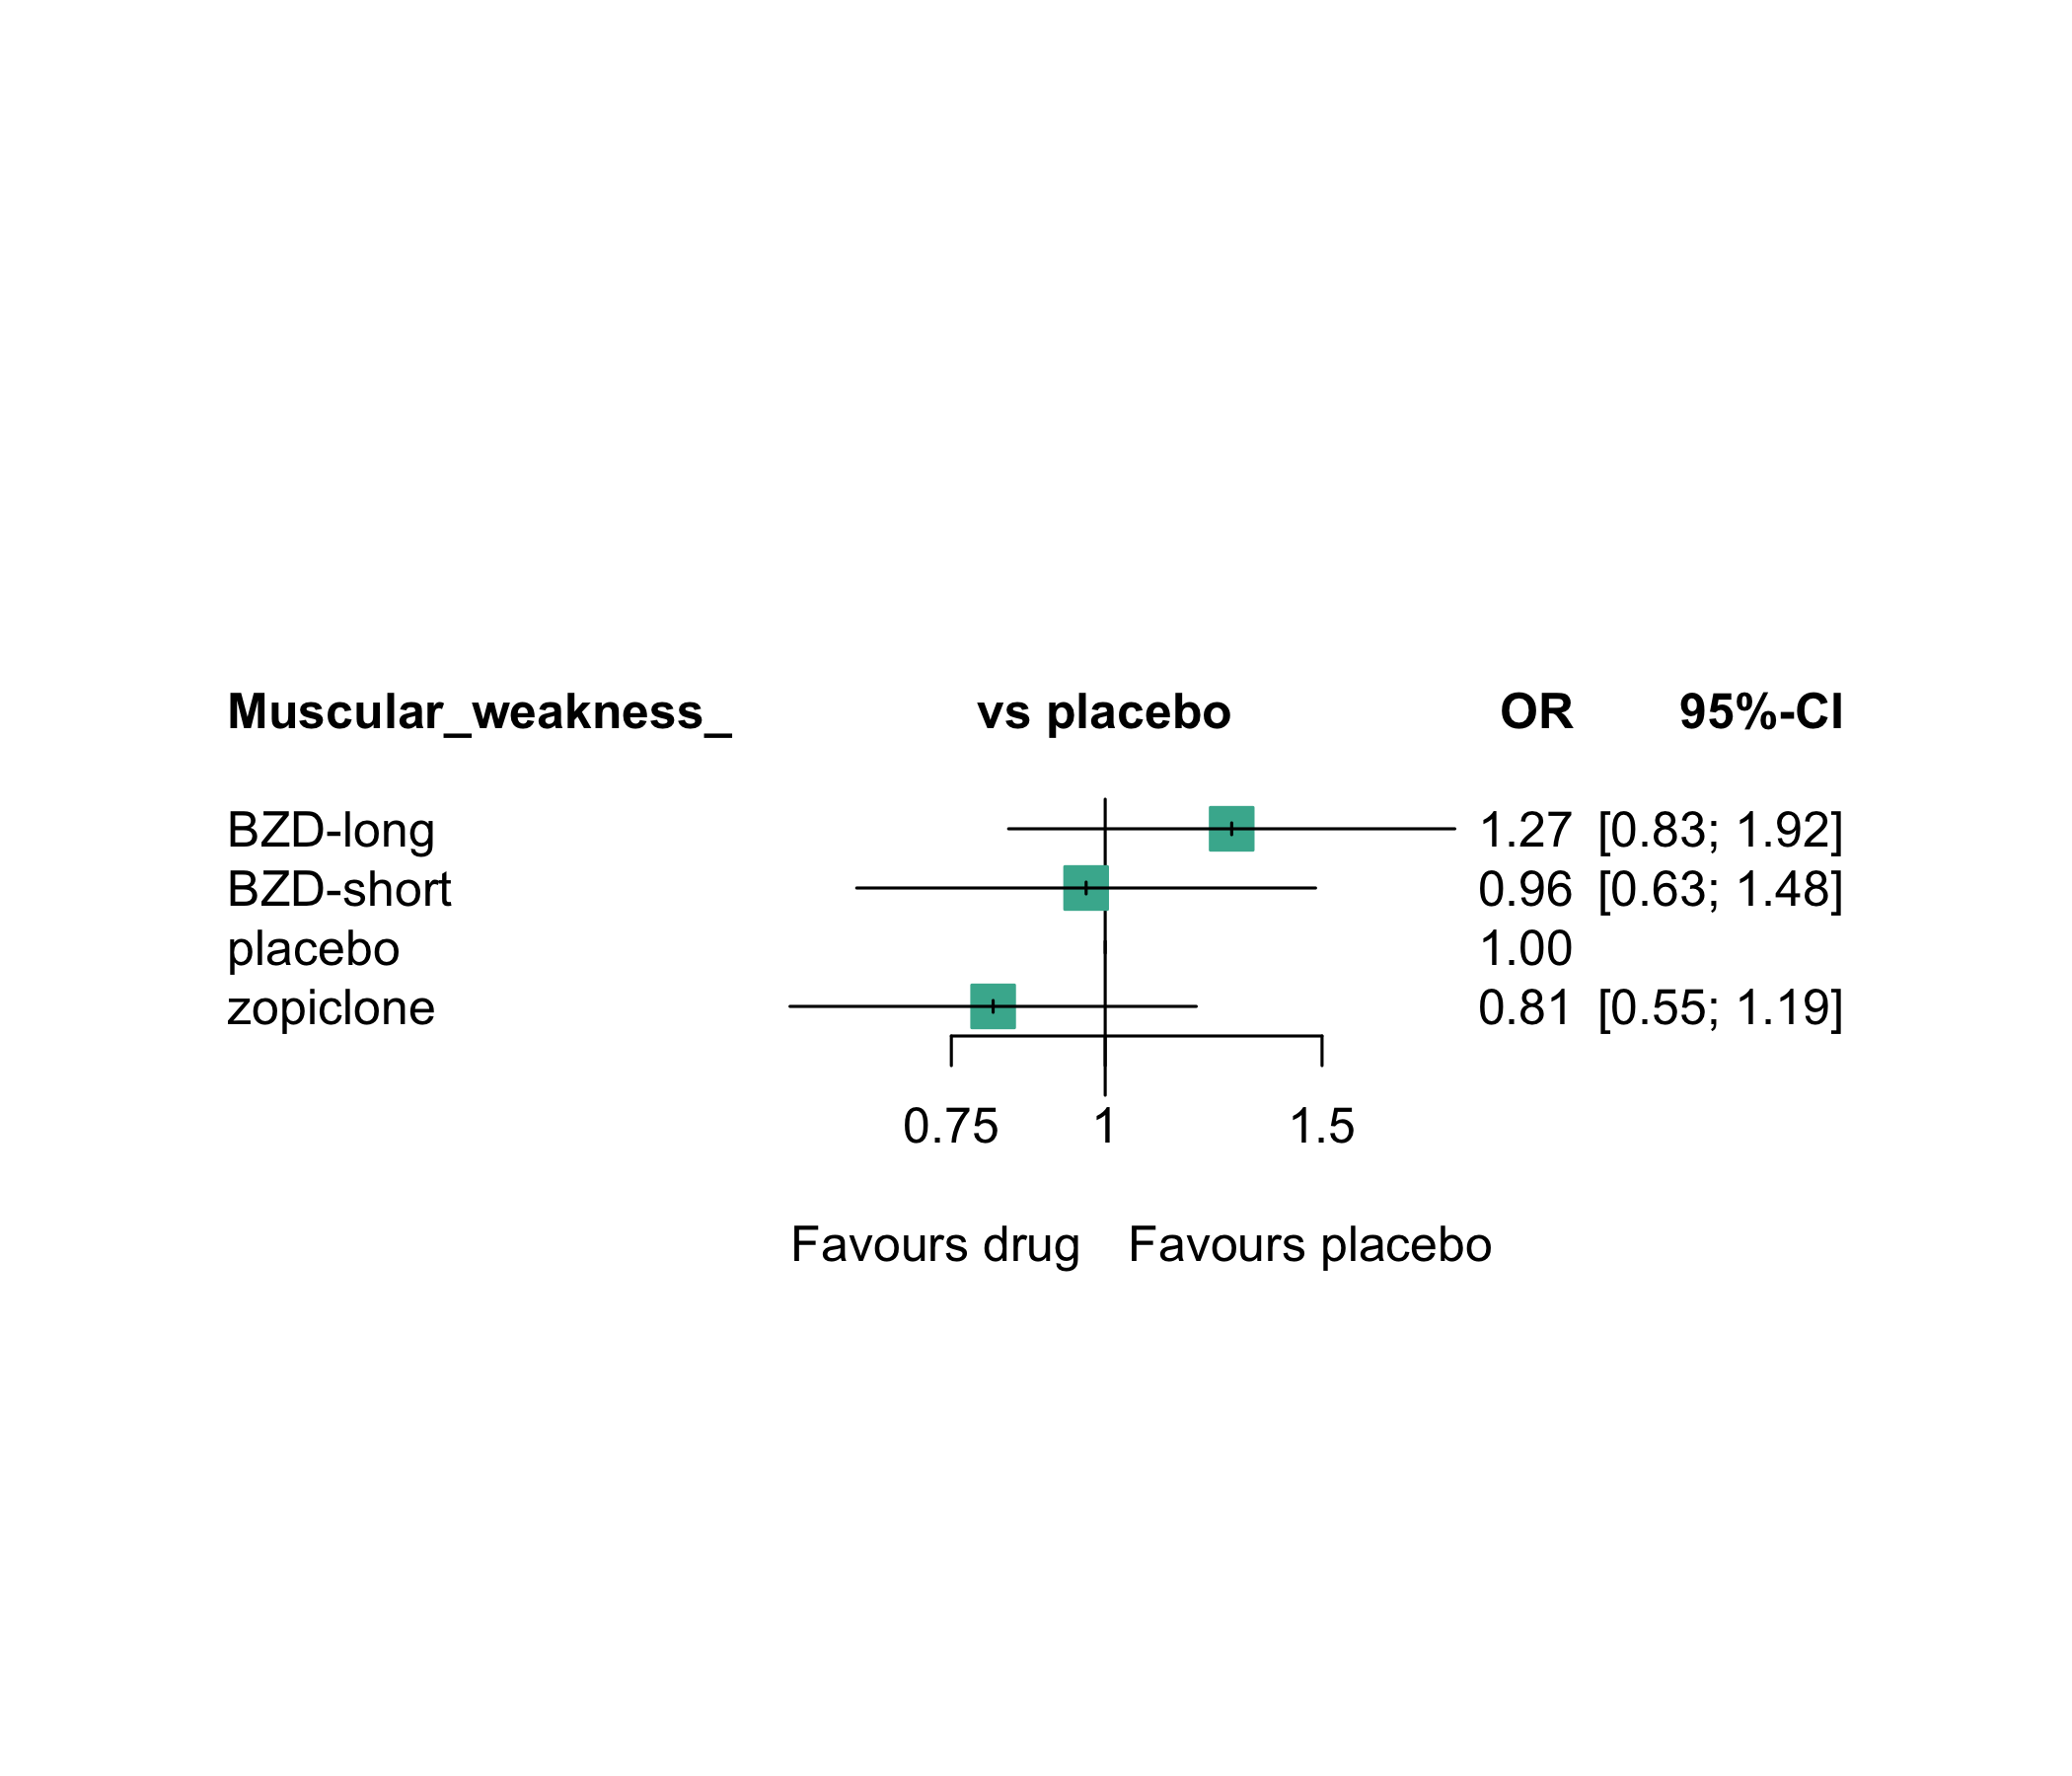 Muscular_weakness_ vs placebo OR 95%-CI
BZD-long 1.27 [0.83; 1.92]
BZD-short 0.96 [0.63; 1.48]
placebo 1.00
zopiclone 0.81 [0.55; 1.19]
0.75 1 1.5
Favours drug Favours placebo